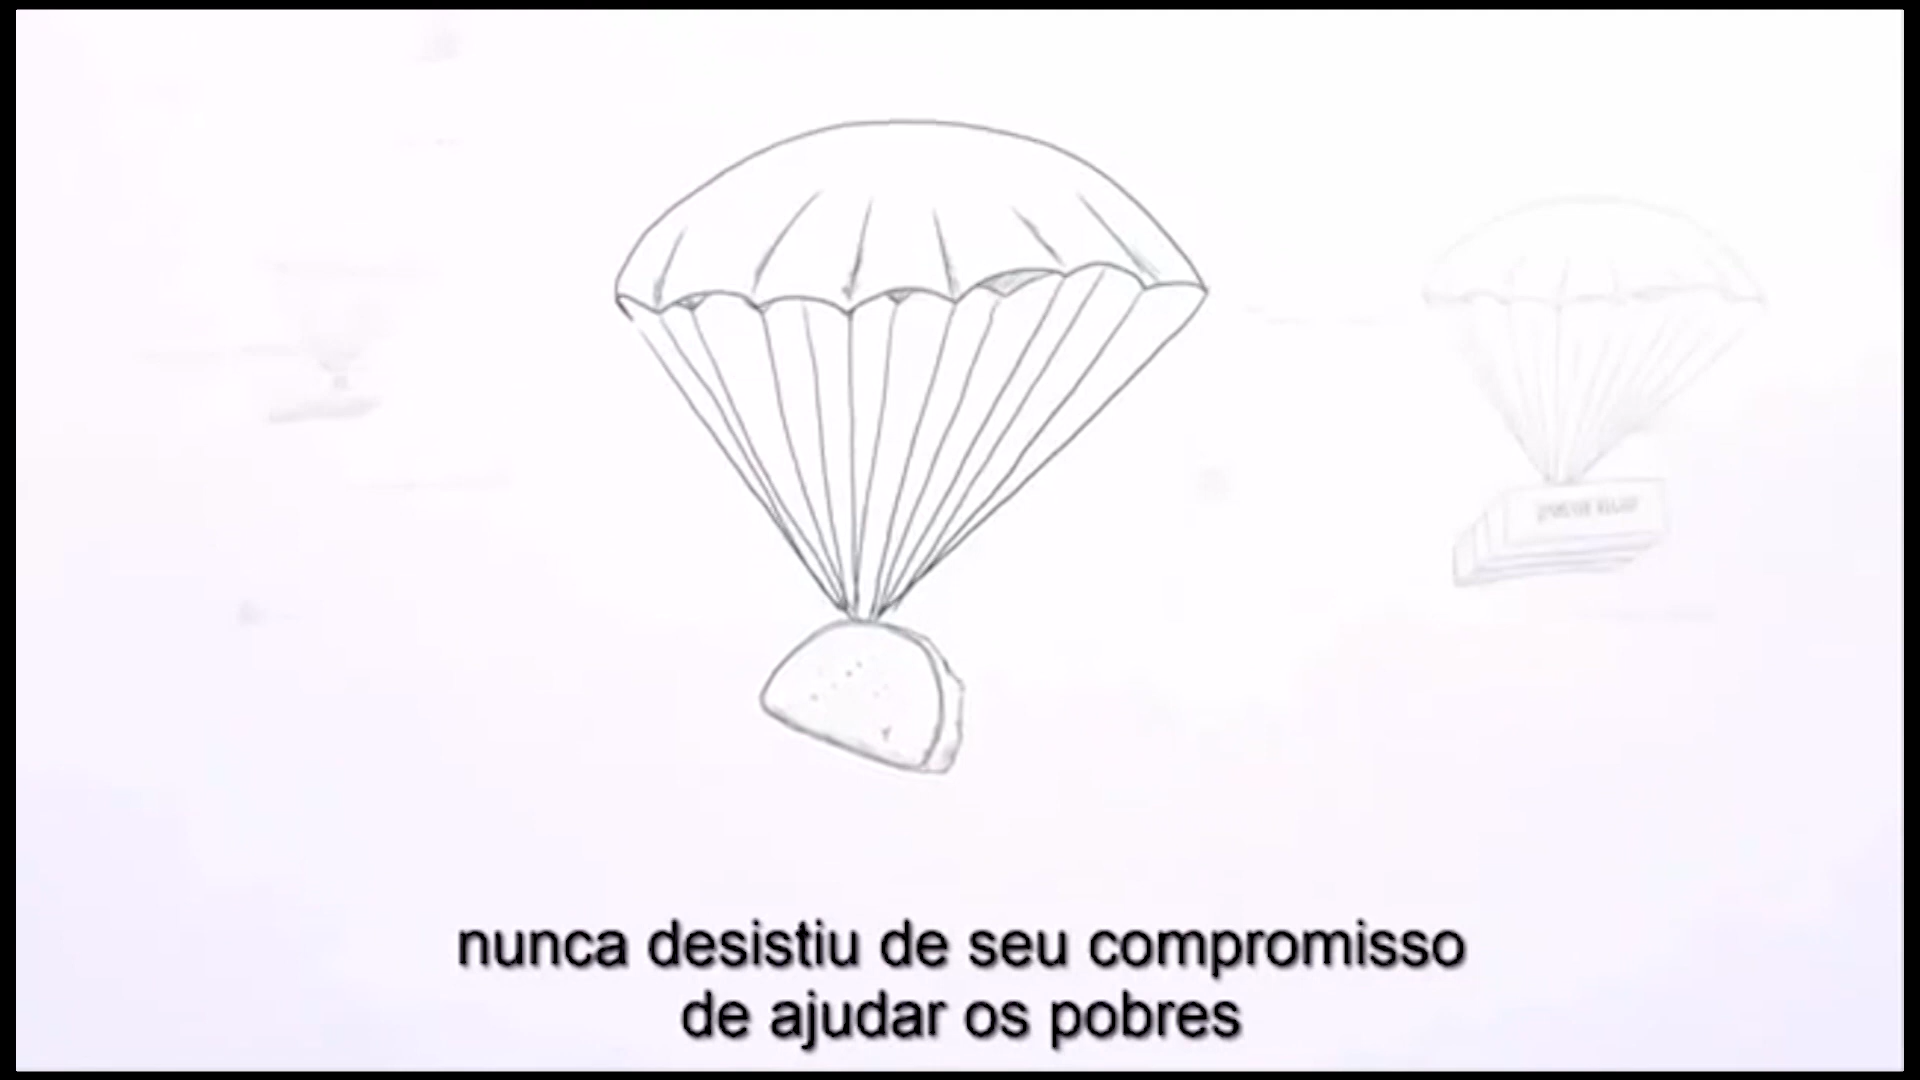 nunca desistiu de seu compromisso
de ajudar os pobres